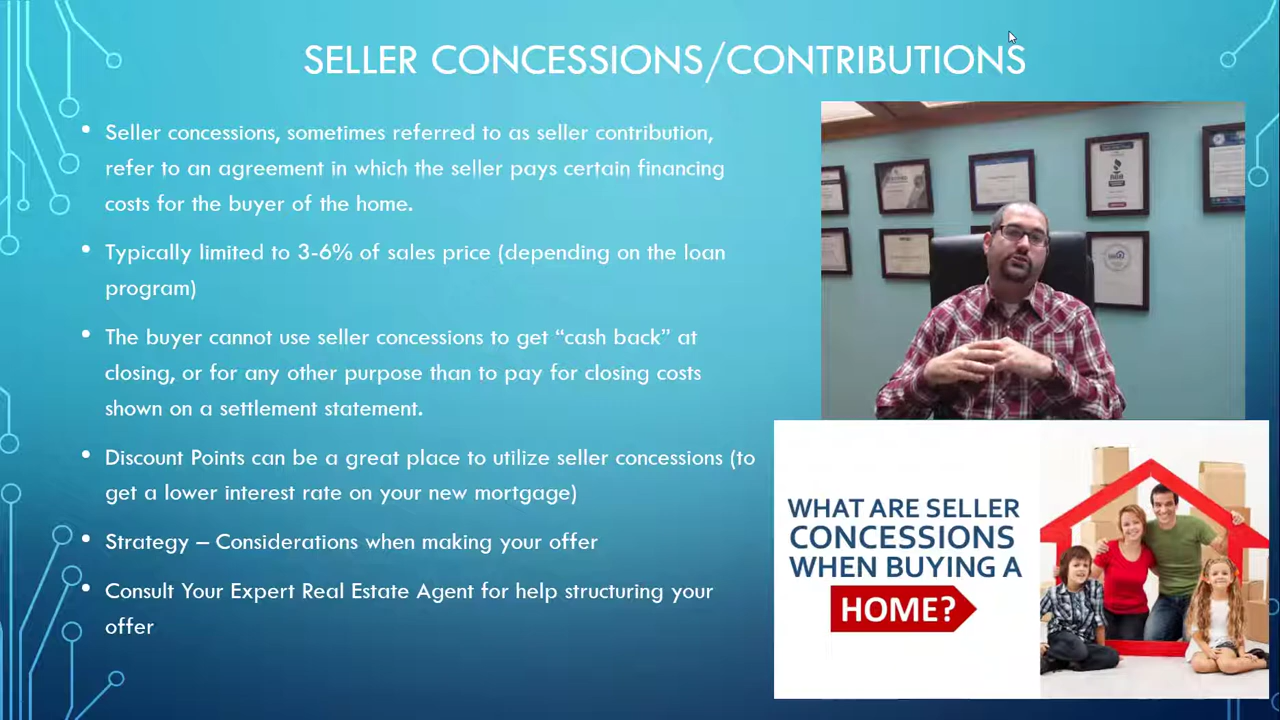 SELLER CONCESSIONS/CONTRIBUTIONS
• Seller concessions, sometimes referred to as seller contribution,
refer to an agreement in which the seller pays certain financing
costs for the buyer of the home.
• Typically limited to 3-6% of sales price (depending on the loan
program)
• The buyer cannot use seller concessions to get “cash back” at
closing, or for any other purpose than to pay for closing costs
shown on a settlement statement.
• Discount Points can be a great place to utilize seller concessions (to
get a lower interest rate on your new mortgage)
• Strategy – Considerations when making your offer
• Consult Your Expert Real Estate Agent for help structuring your
offer
WHAT ARE SELLER
CONCESSIONS
WHEN BUYING A
HOME?